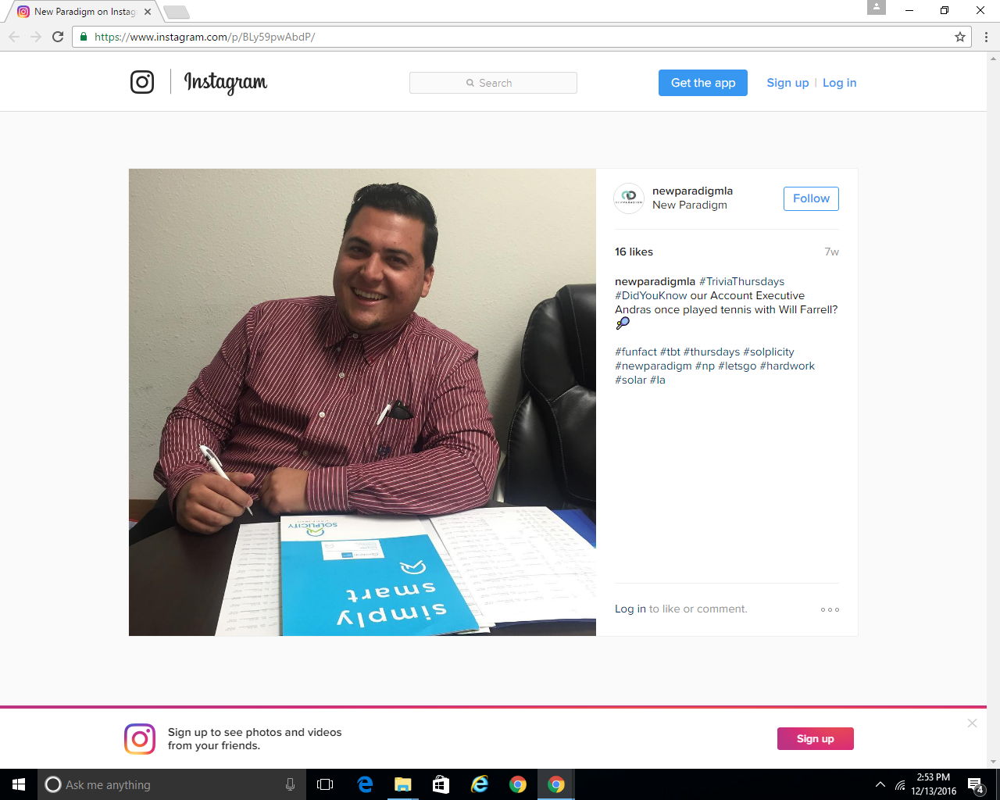 New Paradigm on Instag
https://www.instagram.com/p/BLy59pwAbdP/
Instagram
Search
Get the app
Sign up | Log in
newparadigmla
New Paradigm
Follow
16 likes
7w
newparadigmla #TriviaThursdays
#DidYouKnow our Account Executive
Andras once played tennis with Will Farrell?
#funfact #tbt #thursdays #solplicity
#newparadigm #np #letsgo #hardwork
#solar #la
SOLPLICITY
simply
smart
Log in to like or comment.
Sign up to see photos and videos
from your friends.
Sign up
Ask me anything
2:53 PM
12/13/2016
4